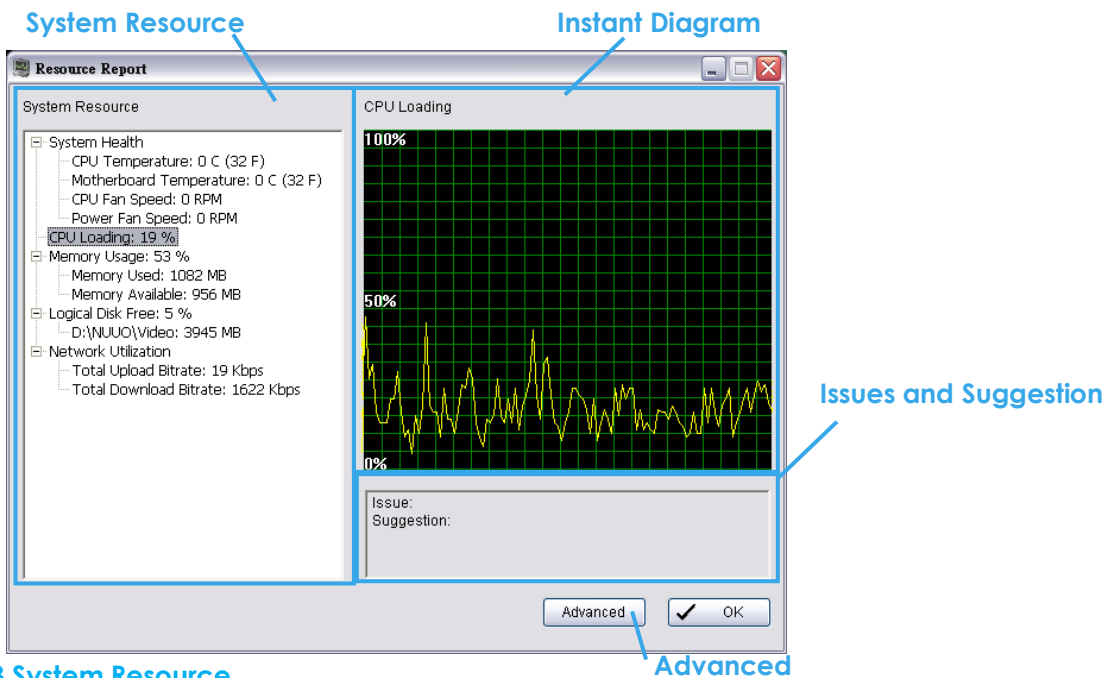 System Resource
Instant Diagram
Resource Report
System Resource
System Health
CPU Temperature: 0 C (32 F)
Motherboard Temperature: 0 C (32 F)
CPU Fan Speed: 0 RPM
Power Fan Speed: 0 RPM
CPU Loading: 19 %
Memory Usage: 53 %
Memory Used: 1082 MB
Memory Available: 956 MB
Logical Disk Free: 5 %
D:\NUUO\Video: 3945 MB
Network Utilization
Total Upload Bitrate: 19 Kbps
Total Download Bitrate: 1622 Kbps
CPU Loading
100%
50%
0%
Issues and Suggestion
Issue:
Suggestion:
Advanced
OK
Advanced
System Resource